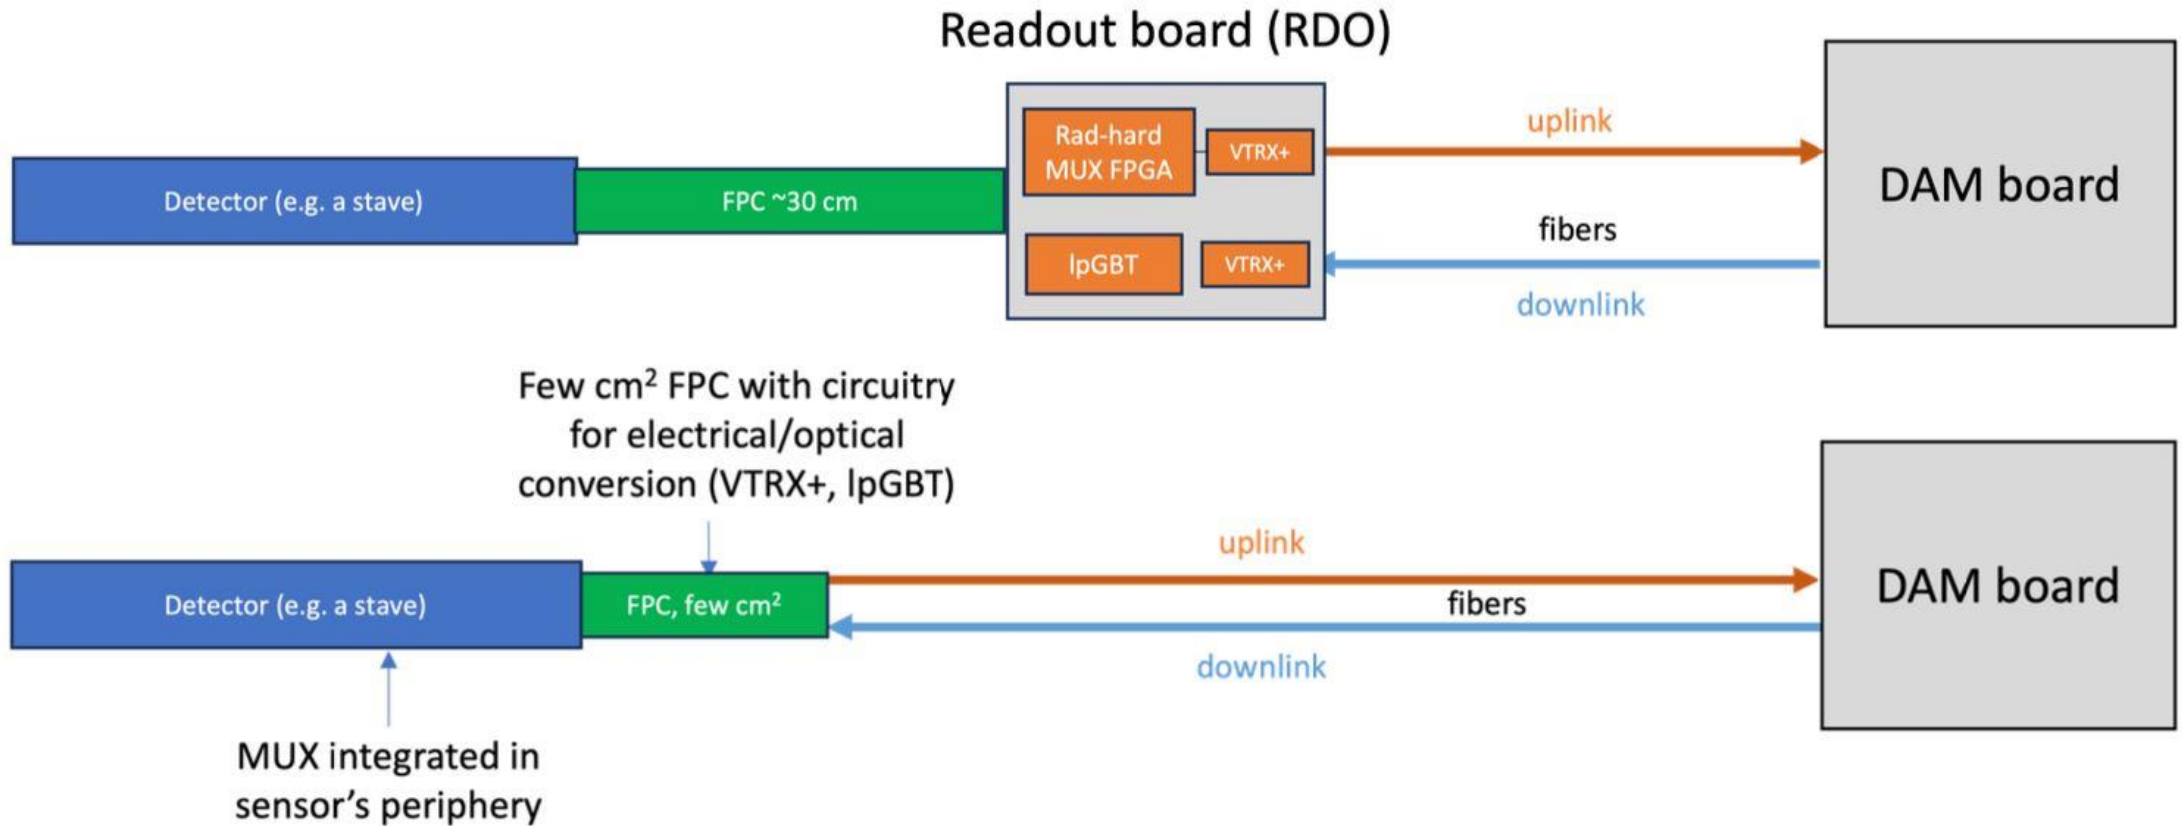 Readout board (RDO)
Detector (e.g. a stave)
FPC ~30 cm
Rad-hard
MUX FPGA
VTRX+
lpGBT
VTRX+
uplink
fibers
downlink
DAM board
Few cm² FPC with circuitry
for electrical/optical
conversion (VTRX+, lpGBT)
Detector (e.g. a stave)
FPC, few cm²
uplink
fibers
downlink
DAM board
MUX integrated in
sensor's periphery